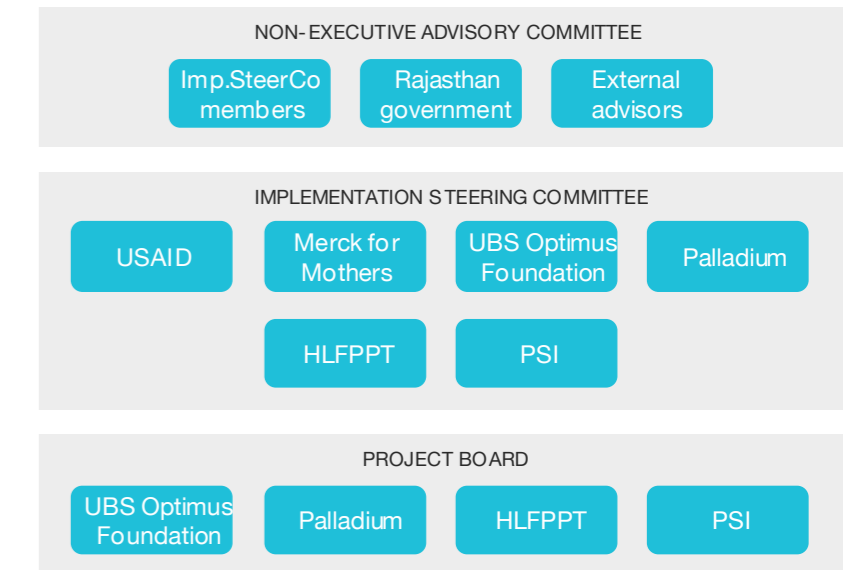 NON-EXECUTIVE ADVISORY COMMITTEE
Imp.SteerCo
members
Rajasthan
government
External
advisors
IMPLEMENTATION STEERING COMMITTEE
USAID
Merck for
Mothers
UBS Optimus
Foundation
Palladium
HLFPPT
PSI
PROJECT BOARD
UBS Optimus
Foundation
Palladium
HLFPPT
PSI